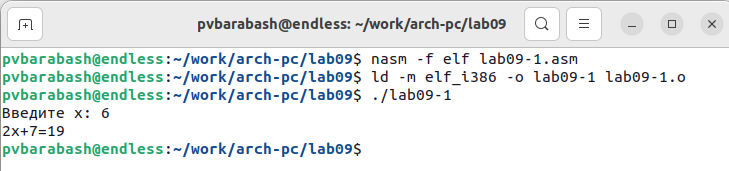 pvbarabash@endless: ~/work/arch-pc/lab09
pvbarabash@endless:~/work/arch-pc/lab09$ nasm -f elf lab09-1.asm
pvbarabash@endless:~/work/arch-pc/lab09$ ld -m elf_i386 -o lab09-1 lab09-1.o
pvbarabash@endless:~/work/arch-pc/lab09$ ./lab09-1
Введите x: 6
2x+7=19
pvbarabash@endless:~/work/arch-pc/lab09$